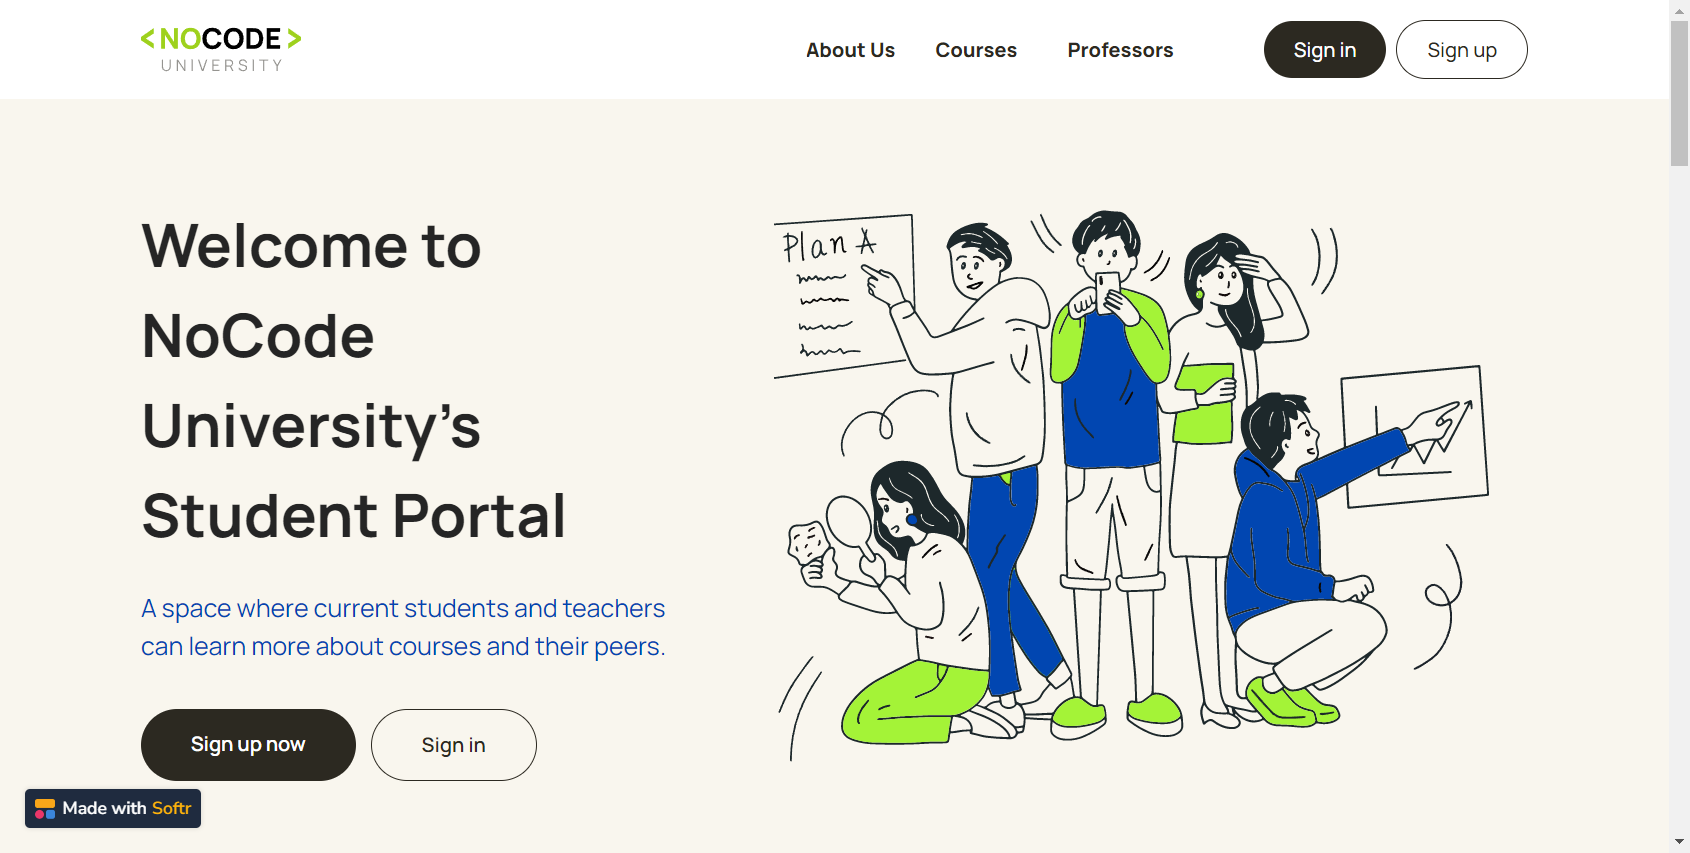 <NOCODE>
UNIVERSITY
About Us
Courses
Professors
Sign in
Sign up
Welcome to
NoCode
University’s
Student Portal
A space where current students and teachers
can learn more about courses and their peers.
Sign up now
Sign in
Plan A
Made with Softr